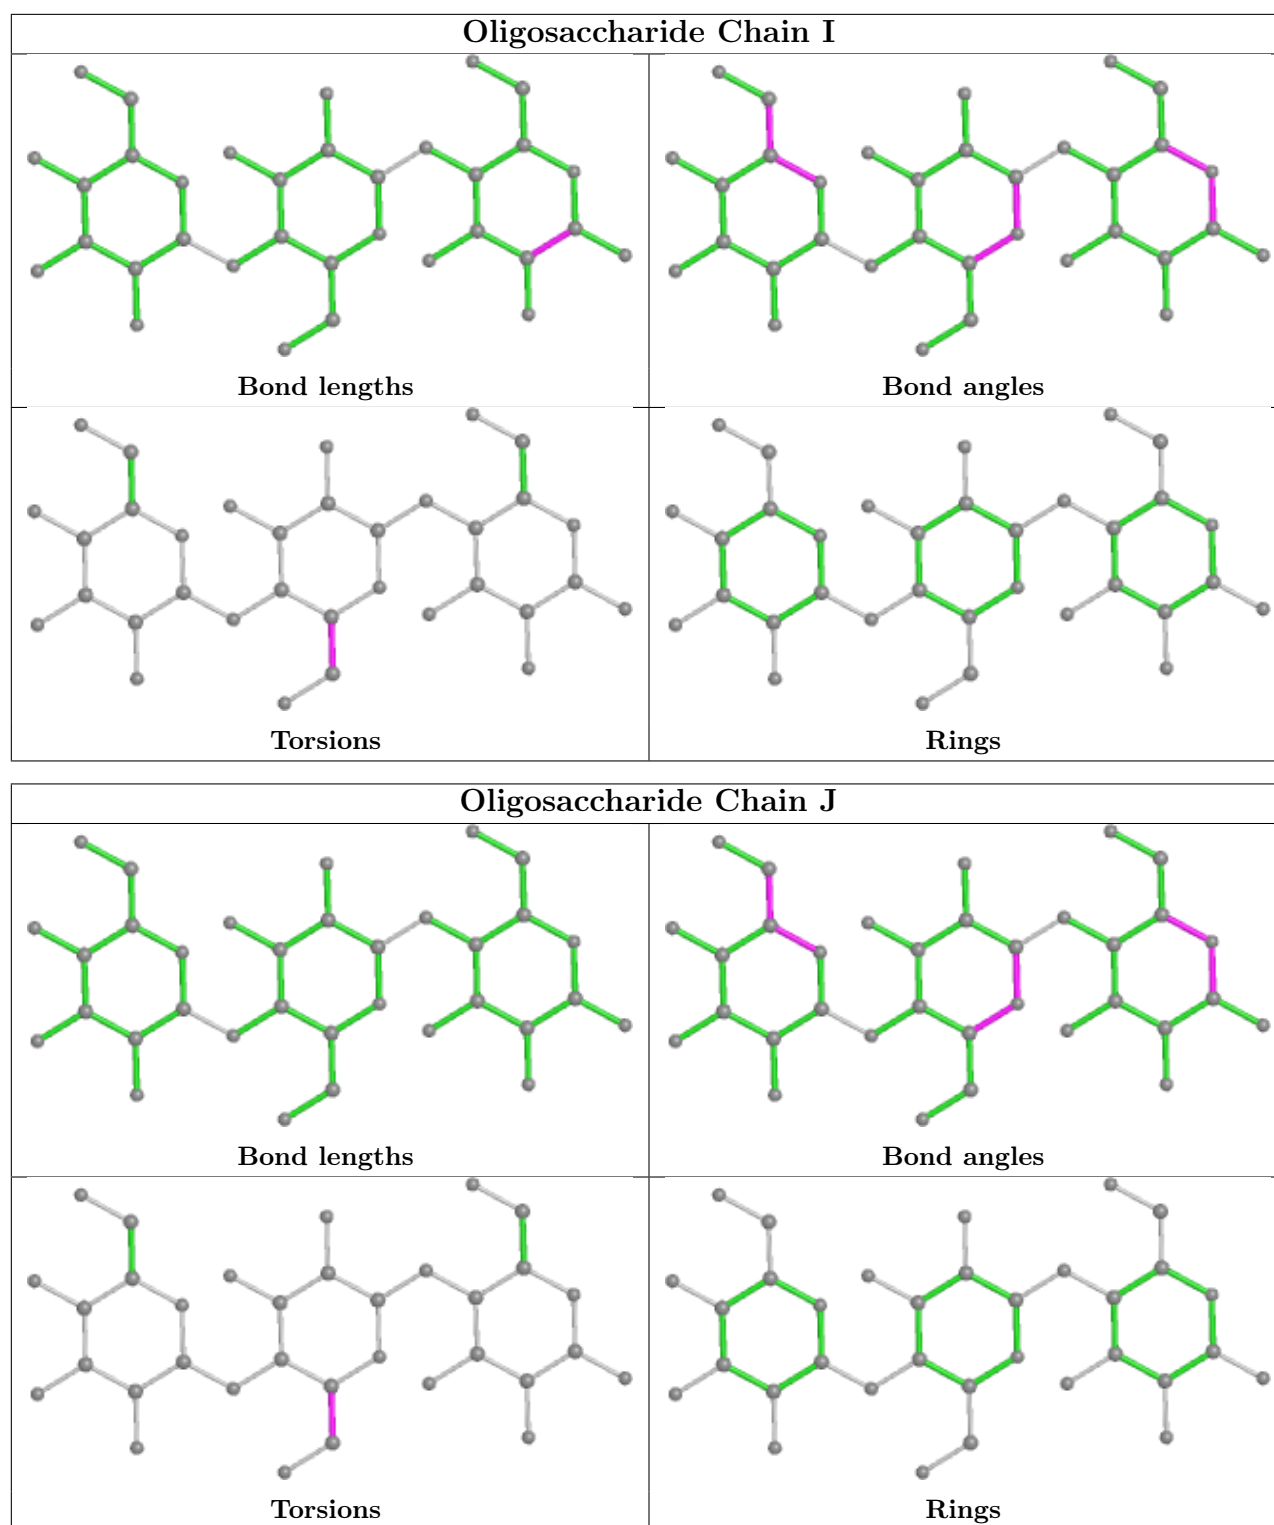 Oligosaccharide Chain I
Bond lengths
Bond angles
Torsions
Rings
Oligosaccharide Chain J
Bond lengths
Bond angles
Torsions
Rings